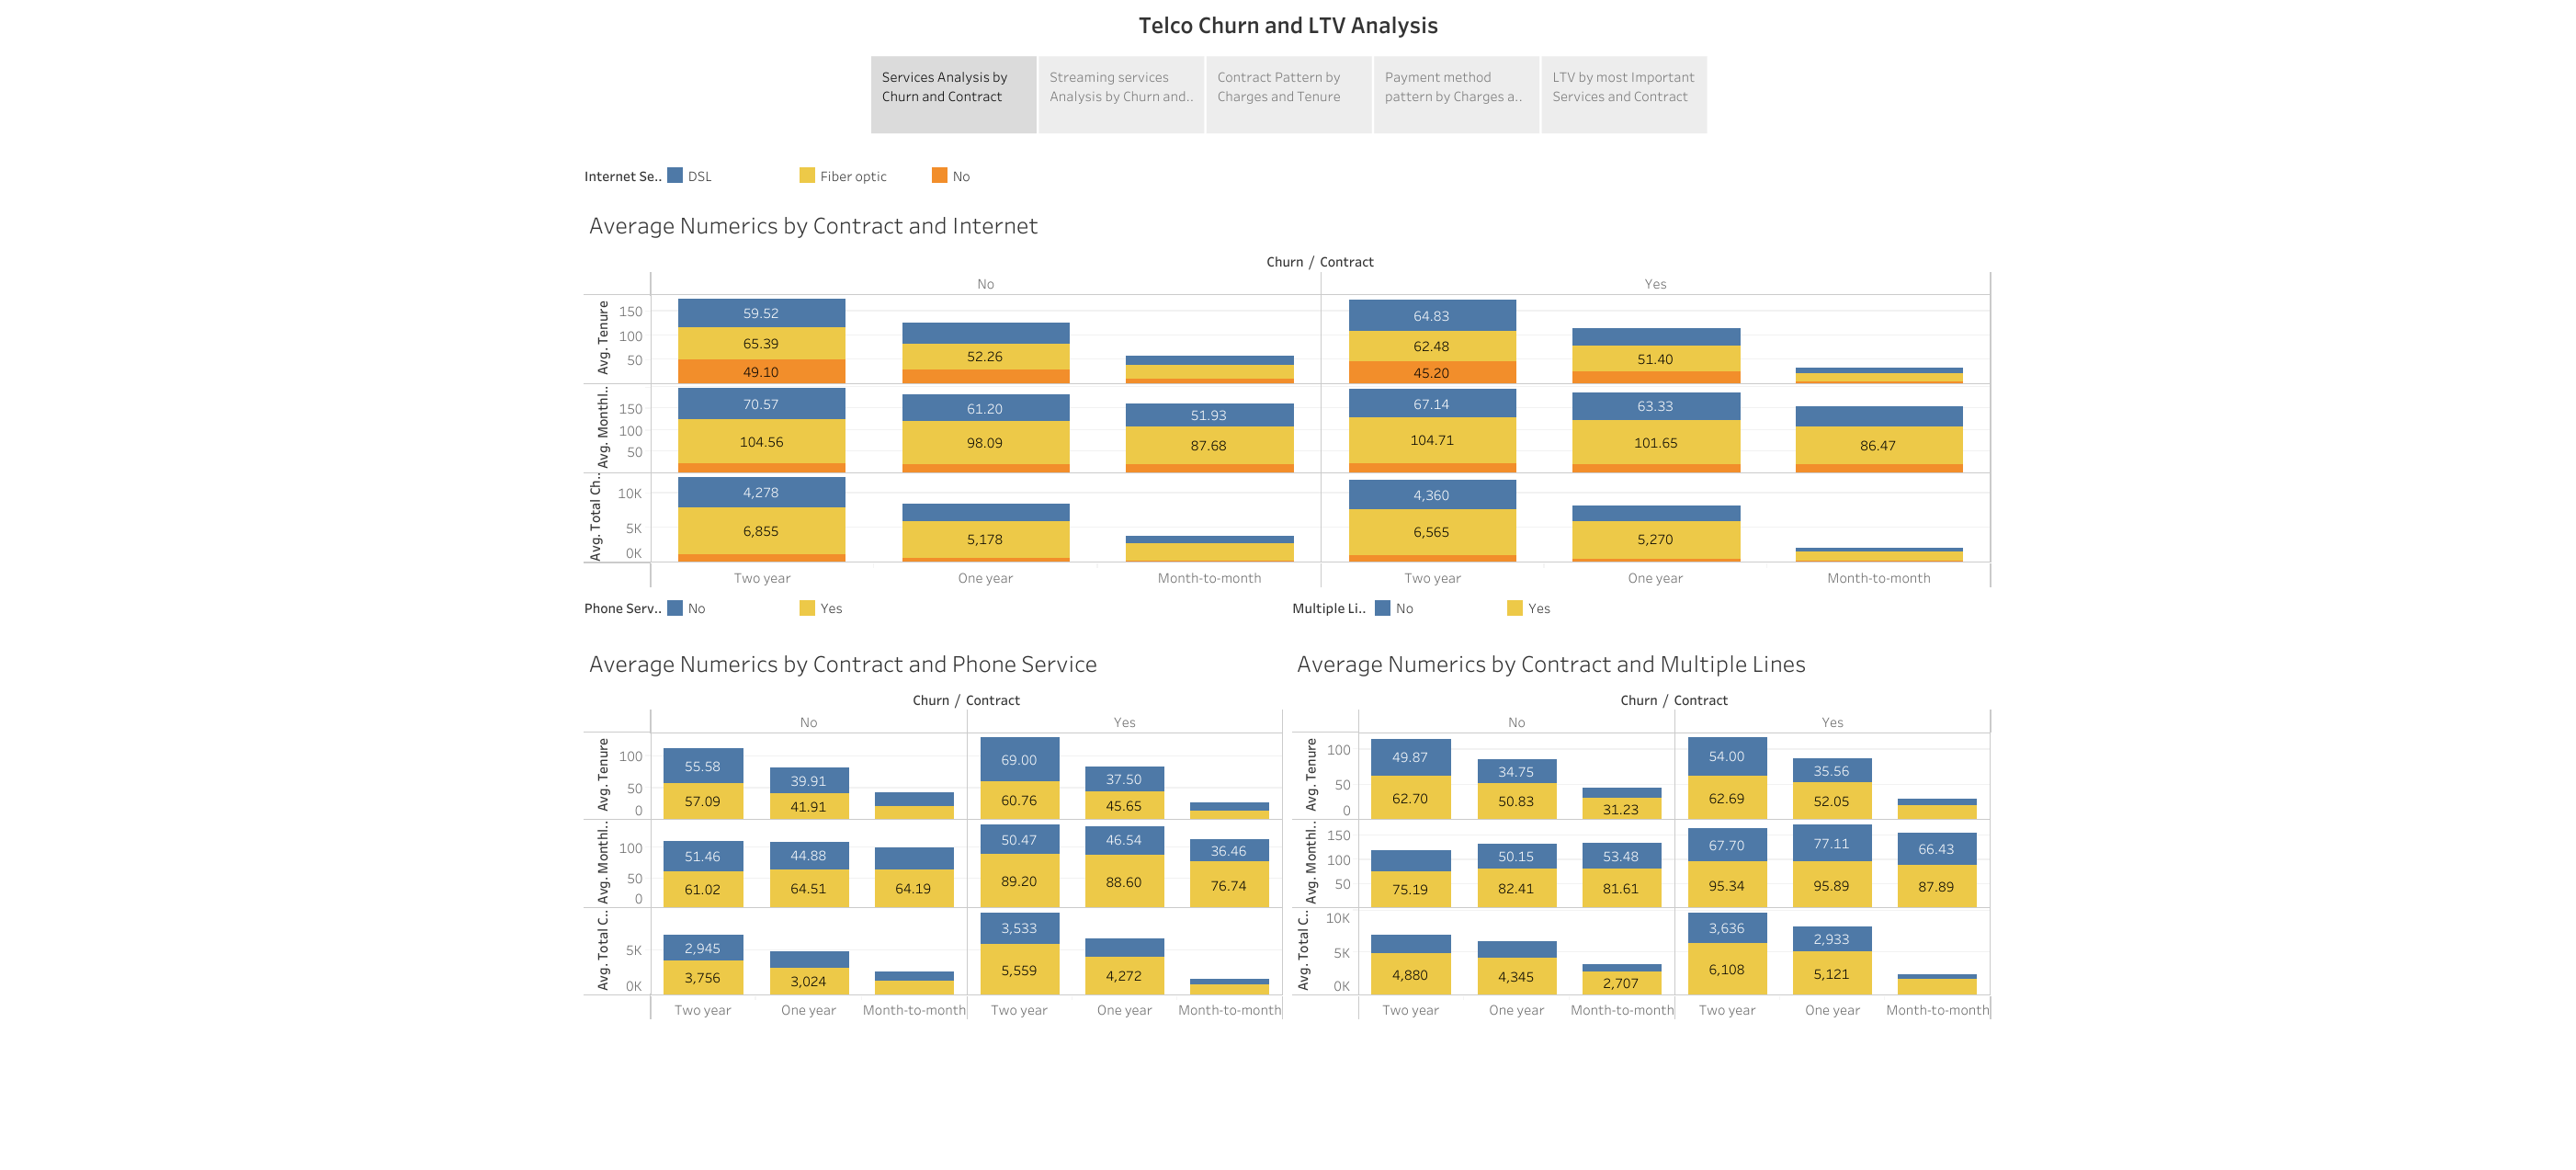 Telco Churn and LTV Analysis
Services Analysis by Churn and Contract
Streaming services Analysis by Churn and..
Contract Pattern by Charges and Tenure
Payment method pattern by Charges a..
LTV by most Important Services and Contract
Internet Se.. DSL Fiber optic No
Average Numerics by Contract and Internet
Churn / Contract
No Yes
Avg. Tenure
150
100
50
59.52 64.83
65.39 52.26 62.48 51.40
49.10 45.20
Avg. Monthl..
150
100
50
70.57 61.20 51.93 67.14 63.33
104.56 98.09 87.68 104.71 101.65 86.47
Avg. Total Ch..
10K
5K
0K
4,278 4,360
6,855 5,178 6,565 5,270
Two year One year Month-to-month Two year One year Month-to-month
Phone Serv.. No Yes
Multiple Li.. No Yes
Average Numerics by Contract and Phone Service
Churn / Contract
No Yes
Avg. Tenure
100
50
0
55.58 39.91 69.00 37.50
57.09 41.91 60.76 45.65
Avg. Monthl..
100
50
0
51.46 44.88 50.47 46.54 36.46
61.02 64.51 64.19 89.20 88.60 76.74
Avg. Total C..
5K
0K
2,945 3,533
3,756 3,024 5,559 4,272
Two year One year Month-to-month Two year One year Month-to-month
Average Numerics by Contract and Multiple Lines
Churn / Contract
No Yes
Avg. Tenure
100
50
0
49.87 34.75 54.00 35.56
62.70 50.83 31.23 62.69 52.05
Avg. Monthl..
150
100
50
50.15 53.48 67.70 77.11 66.43
75.19 82.41 81.61 95.34 95.89 87.89
Avg. Total C..
10K
5K
0K
3,636 2,933
4,880 4,345 2,707 6,108 5,121
Two year One year Month-to-month Two year One year Month-to-month